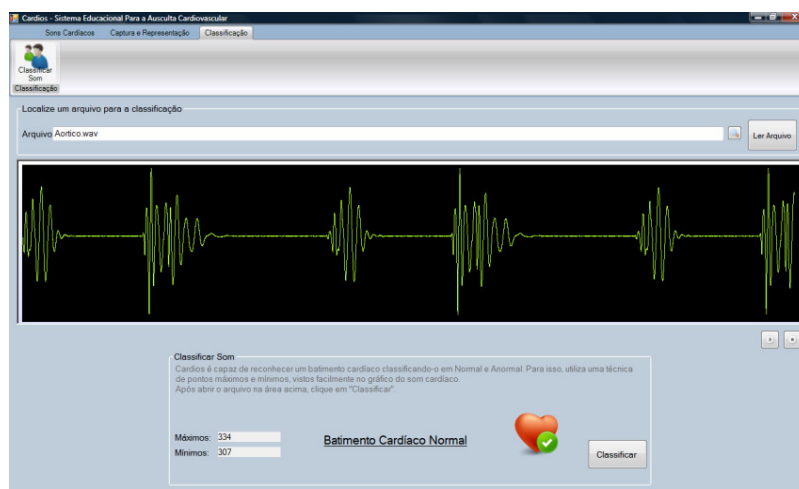 Cardios - Sistema Educacional Para a Ausculta Cardiovascular
Sons Cardíacos Captura e Representação Classificação
Classificar
Som
Classificação
Localize um arquivo para a classificação
Arquivo Aortico.wav Ler Arquivo
Classificar Som
Cardios é capaz de reconhecer um batimento cardíaco classificando-o em Normal e Anormal. Para isso, utiliza uma técnica
de pontos máximos e mínimos, vistos facilmente no gráfico do som cardíaco.
Após abrir o arquivo na área acima, clique em "Classificar".
Máximos: 334
Mínimos: 307
Batimento Cardíaco Normal
Classificar